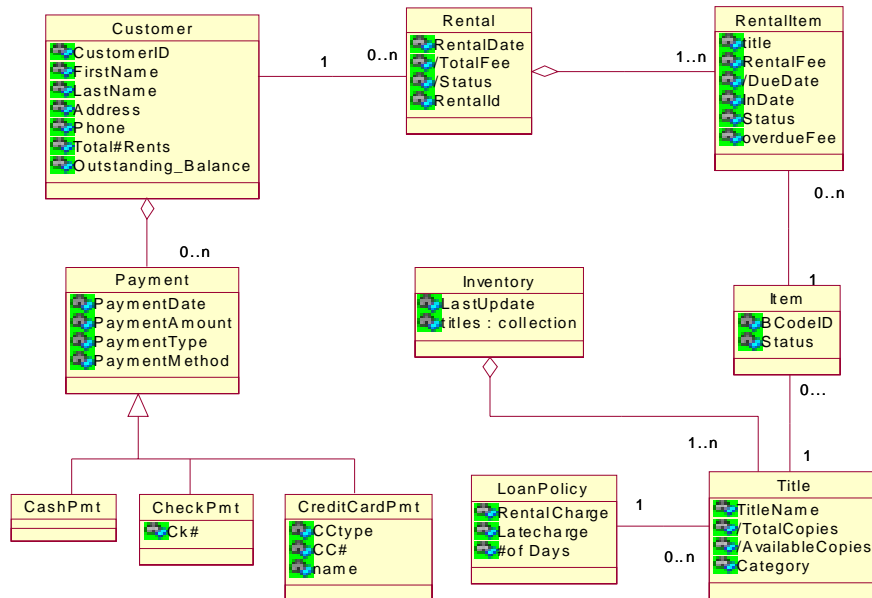 Customer
CustomerID
FirstName
LastName
Address
Phone
Total#Rents
Outstanding_Balance
1
0..n
Rental
RentalDate
/TotalFee
/Status
RentalId
1..n
RentalItem
title
RentalFee
/DueDate
InDate
Status
overdueFee
0..n
0..n
1
Payment
PaymentDate
PaymentAmount
PaymentType
PaymentMethod
Inventory
LastUpdate
titles : collection
Item
BCodeID
Status
0...
1..n
1
CashPmt
CheckPmt
Ck#
CreditCardPmt
CCtype
CC#
name
LoanPolicy
RentalCharge
Latecharge
#of Days
1
0..n
Title
TitleName
/TotalCopies
/AvailableCopies
Category